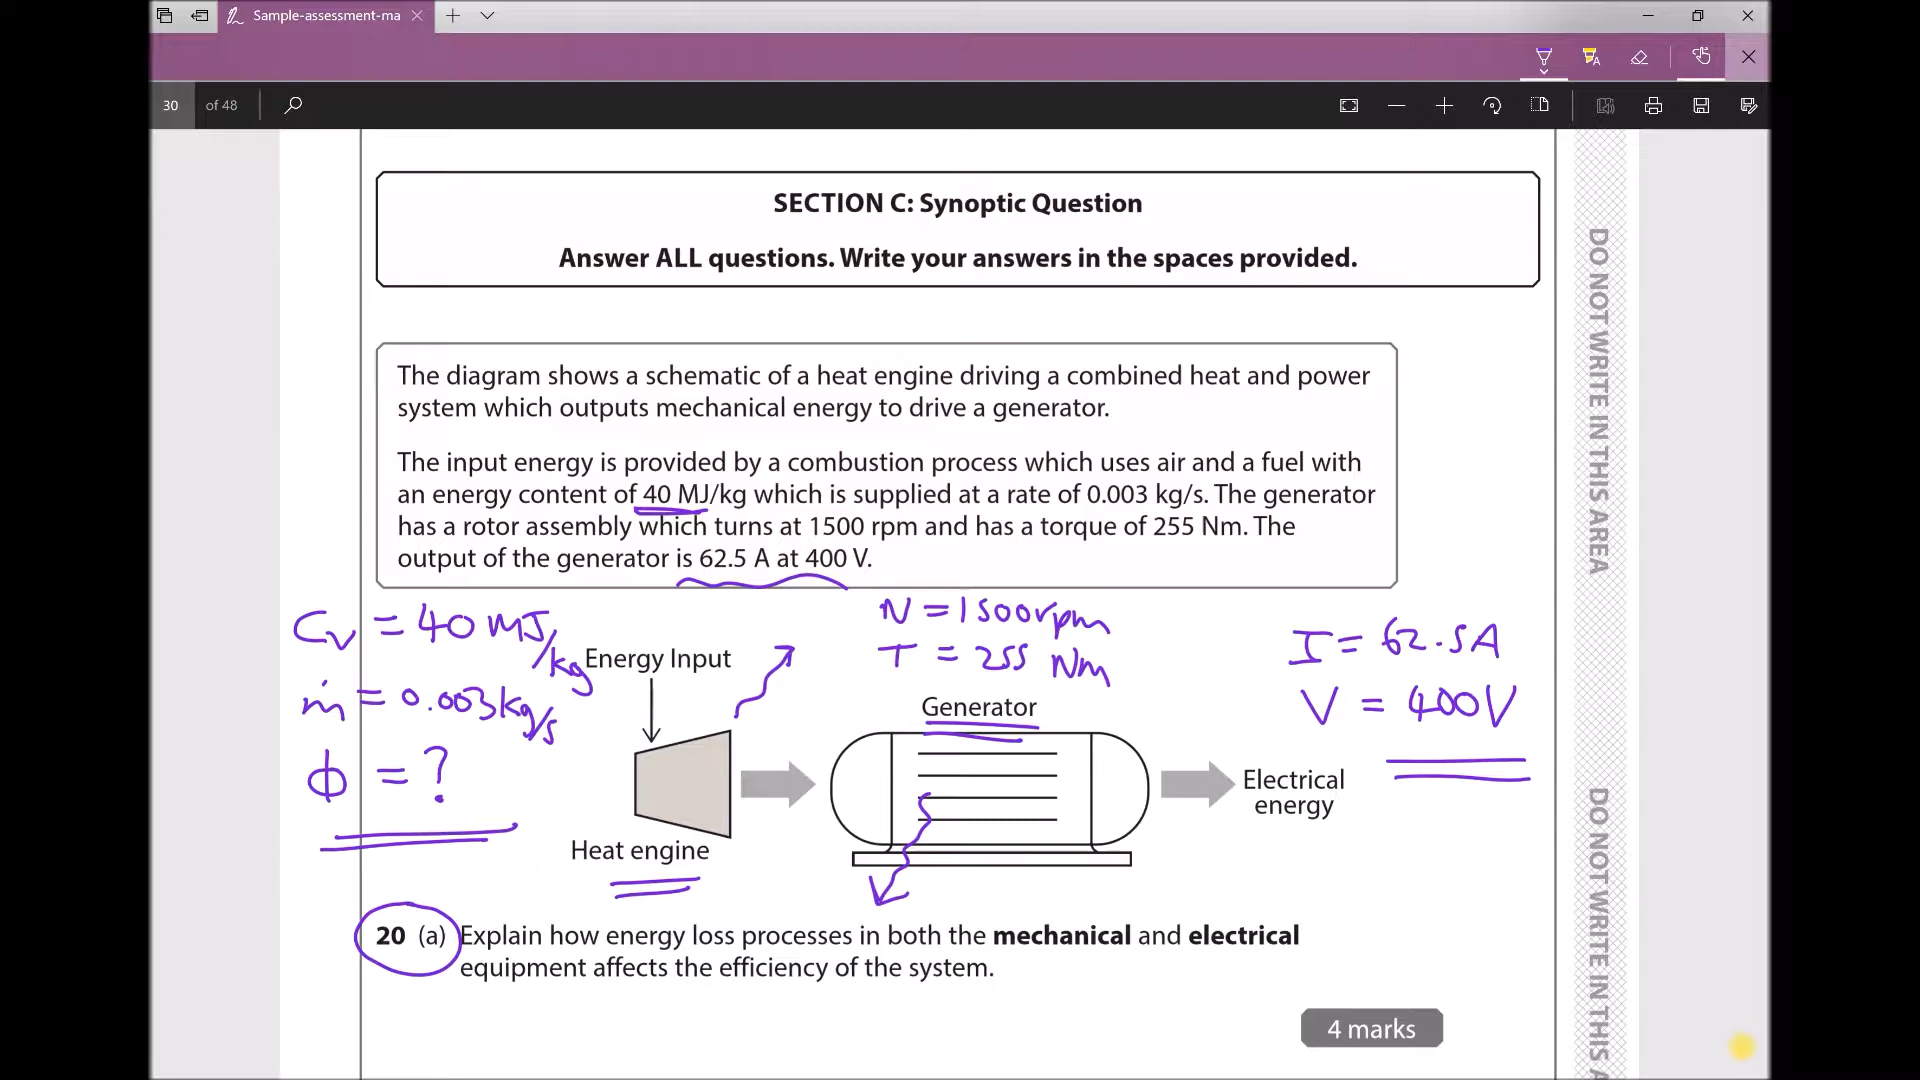 Sample-assessment-ma
30 of 48
SECTION C: Synoptic Question
Answer ALL questions. Write your answers in the spaces provided.
The diagram shows a schematic of a heat engine driving a combined heat and power
system which outputs mechanical energy to drive a generator.
The input energy is provided by a combustion process which uses air and a fuel with
an energy content of 40 MJ/kg which is supplied at a rate of 0.003 kg/s. The generator
has a rotor assembly which turns at 1500 rpm and has a torque of 255 Nm. The
output of the generator is 62.5 A at 400 V.
Cv = 40 MJ/kg
ṁ = 0.003kg/s
ϕ = ?
N = 1500rpm
T = 255 Nm
I = 62.5A
V = 400V
Energy Input
Generator
Electrical
energy
Heat engine
20 (a) Explain how energy loss processes in both the mechanical and electrical
equipment affects the efficiency of the system.
4 marks
DO NOT WRITE IN THIS AREA
DO NOT WRITE IN THIS A